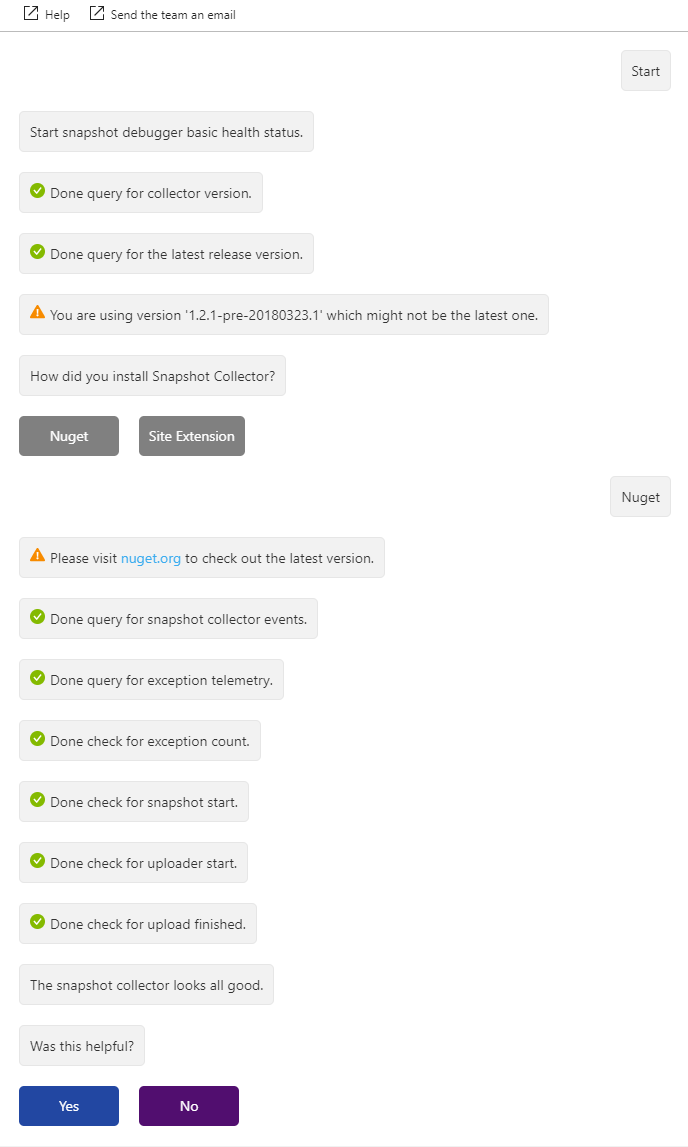 Help Send the team an email
Start
Start snapshot debugger basic health status.
Done query for collector version.
Done query for the latest release version.
You are using version '1.2.1-pre-20180323.1' which might not be the latest one.
How did you install Snapshot Collector?
Nuget Site Extension
Nuget
Please visit nuget.org to check out the latest version.
Done query for snapshot collector events.
Done query for exception telemetry.
Done check for exception count.
Done check for snapshot start.
Done check for uploader start.
Done check for upload finished.
The snapshot collector looks all good.
Was this helpful?
Yes No